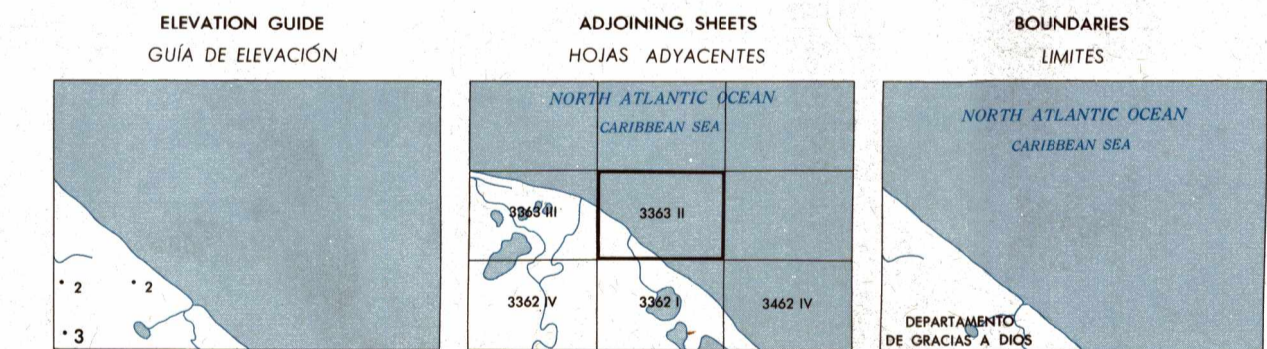 ELEVATION GUIDE
GUÍA DE ELEVACIÓN
2
2
3
ADJOINING SHEETS
HOJAS ADYACENTES
NORTH ATLANTIC OCEAN
CARIBBEAN SEA
3363 III
3363 II
3362 IV
3362 I
3462 IV
BOUNDARIES
LIMITES
NORTH ATLANTIC OCEAN
CARIBBEAN SEA
DEPARTAMENTO
DE GRACIAS A DIOS